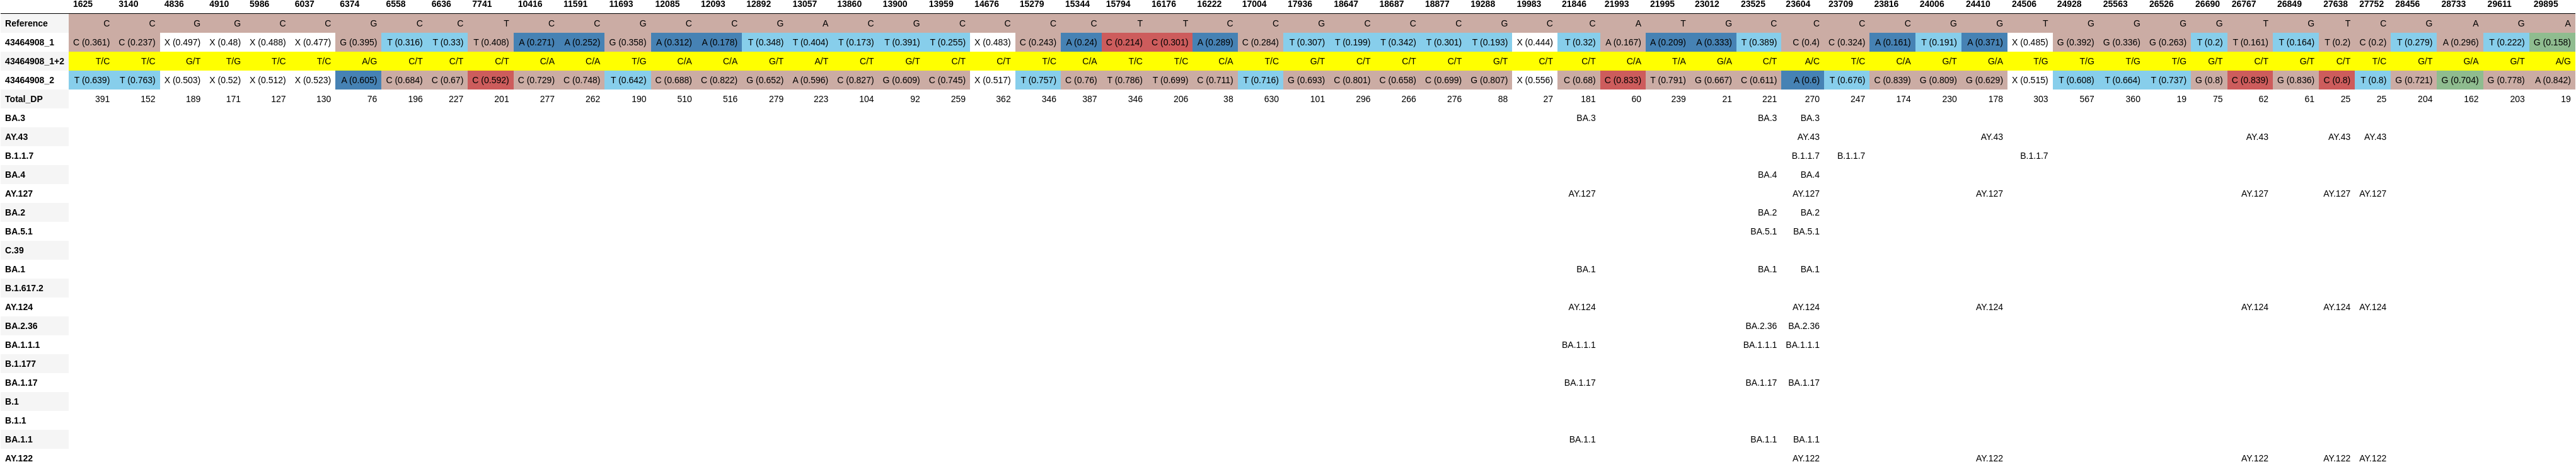 1625 3140 4836 4910 5986 6037 6374 6558 6636 7741 10416 11591 11693 12085 12093 12892 13057 13860 13900 13959 14676 15279 15344 15794 16176 16222 17004 17936 18647 18687 18877 19288 19983 21846 21993 21995 23012 23525 23604 23709 23816 24006 24410 24506 24928 25563 26526 26690 26767 26849 27638 27752 28456 28733 29611 29895
Reference C C G G C C G C C T C C G C C G A C G C C C C T T C C G C C C G C C A T G C C C C G G T G G G G T G T C G A G A
43464908_1 C (0.361) C (0.237) X (0.497) X (0.48) X (0.488) X (0.477) G (0.395) T (0.316) T (0.33) T (0.408) A (0.271) A (0.252) G (0.358) A (0.312) A (0.178) T (0.348) T (0.404) T (0.173) T (0.391) T (0.255) X (0.483) C (0.243) A (0.24) C (0.214) C (0.301) A (0.289) C (0.284) T (0.307) T (0.199) T (0.342) T (0.301) T (0.193) X (0.444) T (0.32) A (0.167) A (0.209) A (0.333) T (0.389) C (0.4) C (0.324) A (0.161) T (0.191) A (0.371) X (0.485) G (0.392) G (0.336) G (0.263) T (0.2) T (0.161) T (0.164) T (0.2) C (0.2) T (0.279) A (0.296) T (0.222) G (0.158)
43464908_1+2 T/C T/C G/T T/G T/C T/C A/G C/T C/T C/T C/A C/A T/G C/A C/A G/T A/T C/T G/T C/T C/T T/C C/A T/C T/C C/A T/C G/T C/T C/T C/T G/T C/T C/T C/A T/A G/A C/T A/C T/C C/A G/T G/A T/G T/G T/G T/G G/T C/T G/T C/T T/C G/T G/A G/T A/G
43464908_2 T (0.639) T (0.763) X (0.503) X (0.52) X (0.512) X (0.523) A (0.605) C (0.684) C (0.67) C (0.592) C (0.729) C (0.748) T (0.642) C (0.688) C (0.822) G (0.652) A (0.596) C (0.827) G (0.609) C (0.745) X (0.517) T (0.757) C (0.76) T (0.786) T (0.699) C (0.711) T (0.716) G (0.693) C (0.801) C (0.658) C (0.699) G (0.807) X (0.556) C (0.68) C (0.833) T (0.791) G (0.667) C (0.611) A (0.6) T (0.676) C (0.839) G (0.809) G (0.629) X (0.515) T (0.608) T (0.664) T (0.737) G (0.8) C (0.839) G (0.836) C (0.8) T (0.8) G (0.721) G (0.704) G (0.778) A (0.842)
Total_DP 391 152 189 171 127 130 76 196 227 201 277 262 190 510 516 279 223 104 92 259 362 346 387 346 206 38 630 101 296 266 276 88 27 181 60 239 21 221 270 247 174 230 178 303 567 360 19 75 62 61 25 25 204 162 203 19
BA.3 BA.3 BA.3 BA.3
AY.43 AY.43 AY.43 AY.43 AY.43 AY.43
B.1.1.7 B.1.1.7 B.1.1.7 B.1.1.7
BA.4 BA.4 BA.4
AY.127 AY.127 AY.127 AY.127 AY.127 AY.127 AY.127
BA.2 BA.2 BA.2
BA.5.1 BA.5.1 BA.5.1
C.39
BA.1 BA.1 BA.1 BA.1
B.1.617.2
AY.124 AY.124 AY.124 AY.124 AY.124 AY.124 AY.124
BA.2.36 BA.2.36 BA.2.36
BA.1.1.1 BA.1.1.1 BA.1.1.1 BA.1.1.1
B.1.177
BA.1.17 BA.1.17 BA.1.17 BA.1.17
B.1
B.1.1
BA.1.1 BA.1.1 BA.1.1 BA.1.1
AY.122 AY.122 AY.122 AY.122 AY.122 AY.122